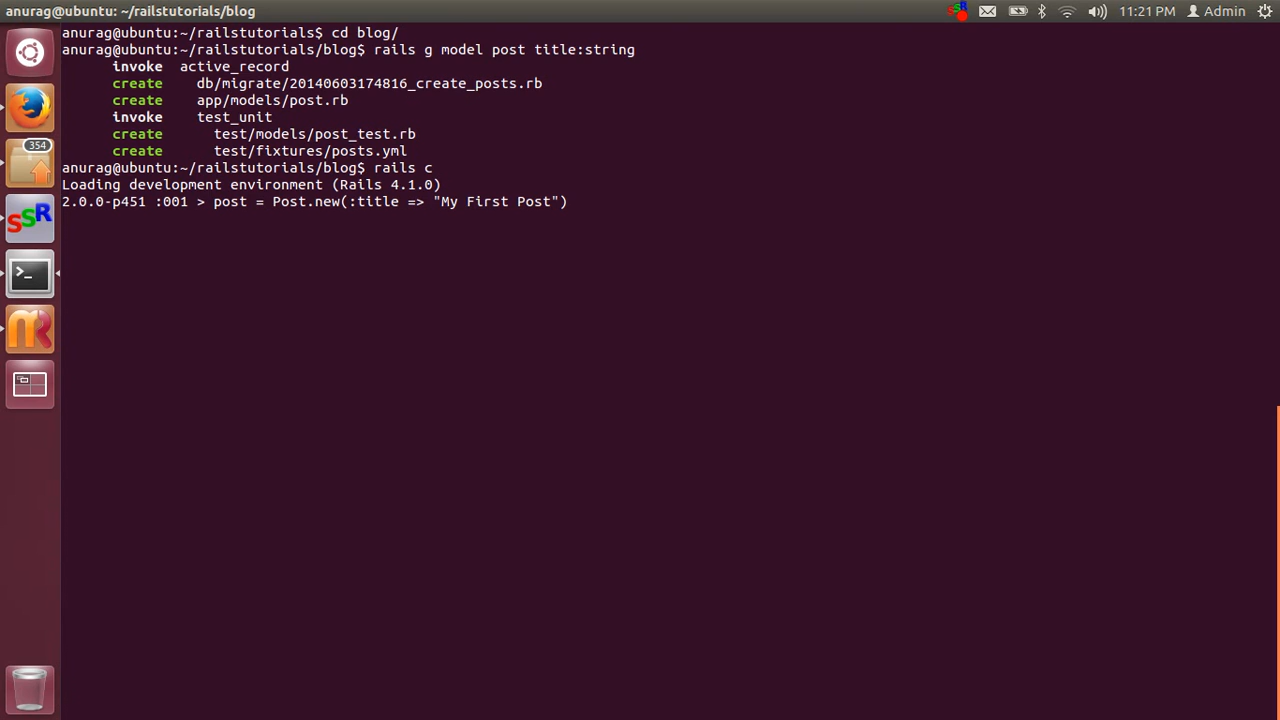 anurag@ubuntu: ~/railstutorials/blog
11:21 PM
Admin
anurag@ubuntu:~/railstutorials$ cd blog/
anurag@ubuntu:~/railstutorials/blog$ rails g model post title:string
invoke active_record
create db/migrate/20140603174816_create_posts.rb
create app/models/post.rb
invoke test_unit
create test/models/post_test.rb
create test/fixtures/posts.yml
anurag@ubuntu:~/railstutorials/blog$ rails c
Loading development environment (Rails 4.1.0)
2.0.0-p451 :001 > post = Post.new(:title => "My First Post")
354
SSR
>_